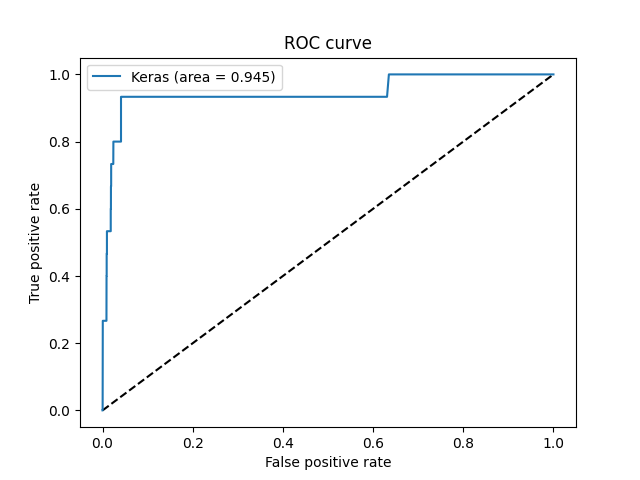 ROC curve
Keras (area = 0.945)
True positive rate
1.0
0.8
0.6
0.4
0.2
0.0
0.0 0.2 0.4 0.6 0.8 1.0
False positive rate